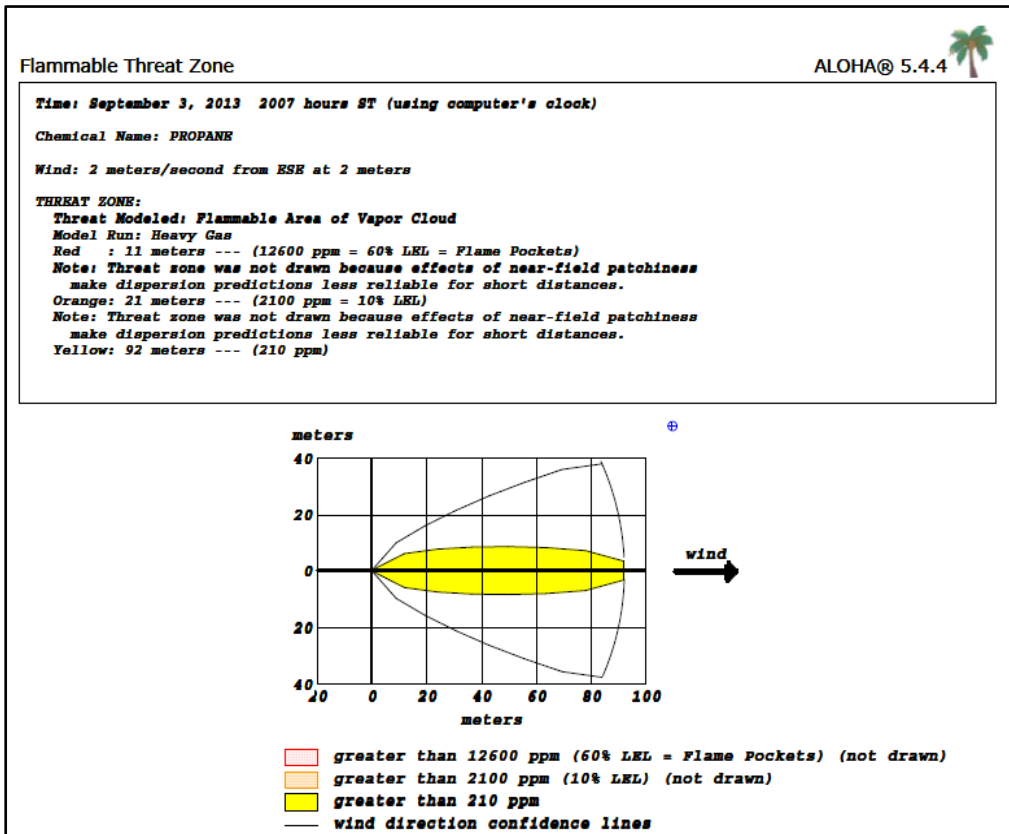 Flammable Threat Zone
ALOHA® 5.4.4
Time: September 3, 2013  2007 hours ST (using computer's clock)
Chemical Name: PROPANE
Wind: 2 meters/second from ESE at 2 meters
THREAT ZONE:
Threat Modeled: Flammable Area of Vapor Cloud
Model Run: Heavy Gas
Red   : 11 meters --- (12600 ppm = 60% LEL = Flame Pockets)
Note: Threat zone was not drawn because effects of near-field patchiness
make dispersion predictions less reliable for short distances.
Orange: 21 meters --- (2100 ppm = 10% LEL)
Note: Threat zone was not drawn because effects of near-field patchiness
make dispersion predictions less reliable for short distances.
Yellow: 92 meters --- (210 ppm)
meters
40
20
0
20
40
wind
20 0 20 40 60 80 100
meters
greater than 12600 ppm (60% LEL = Flame Pockets) (not drawn)
greater than 2100 ppm (10% LEL) (not drawn)
greater than 210 ppm
wind direction confidence lines